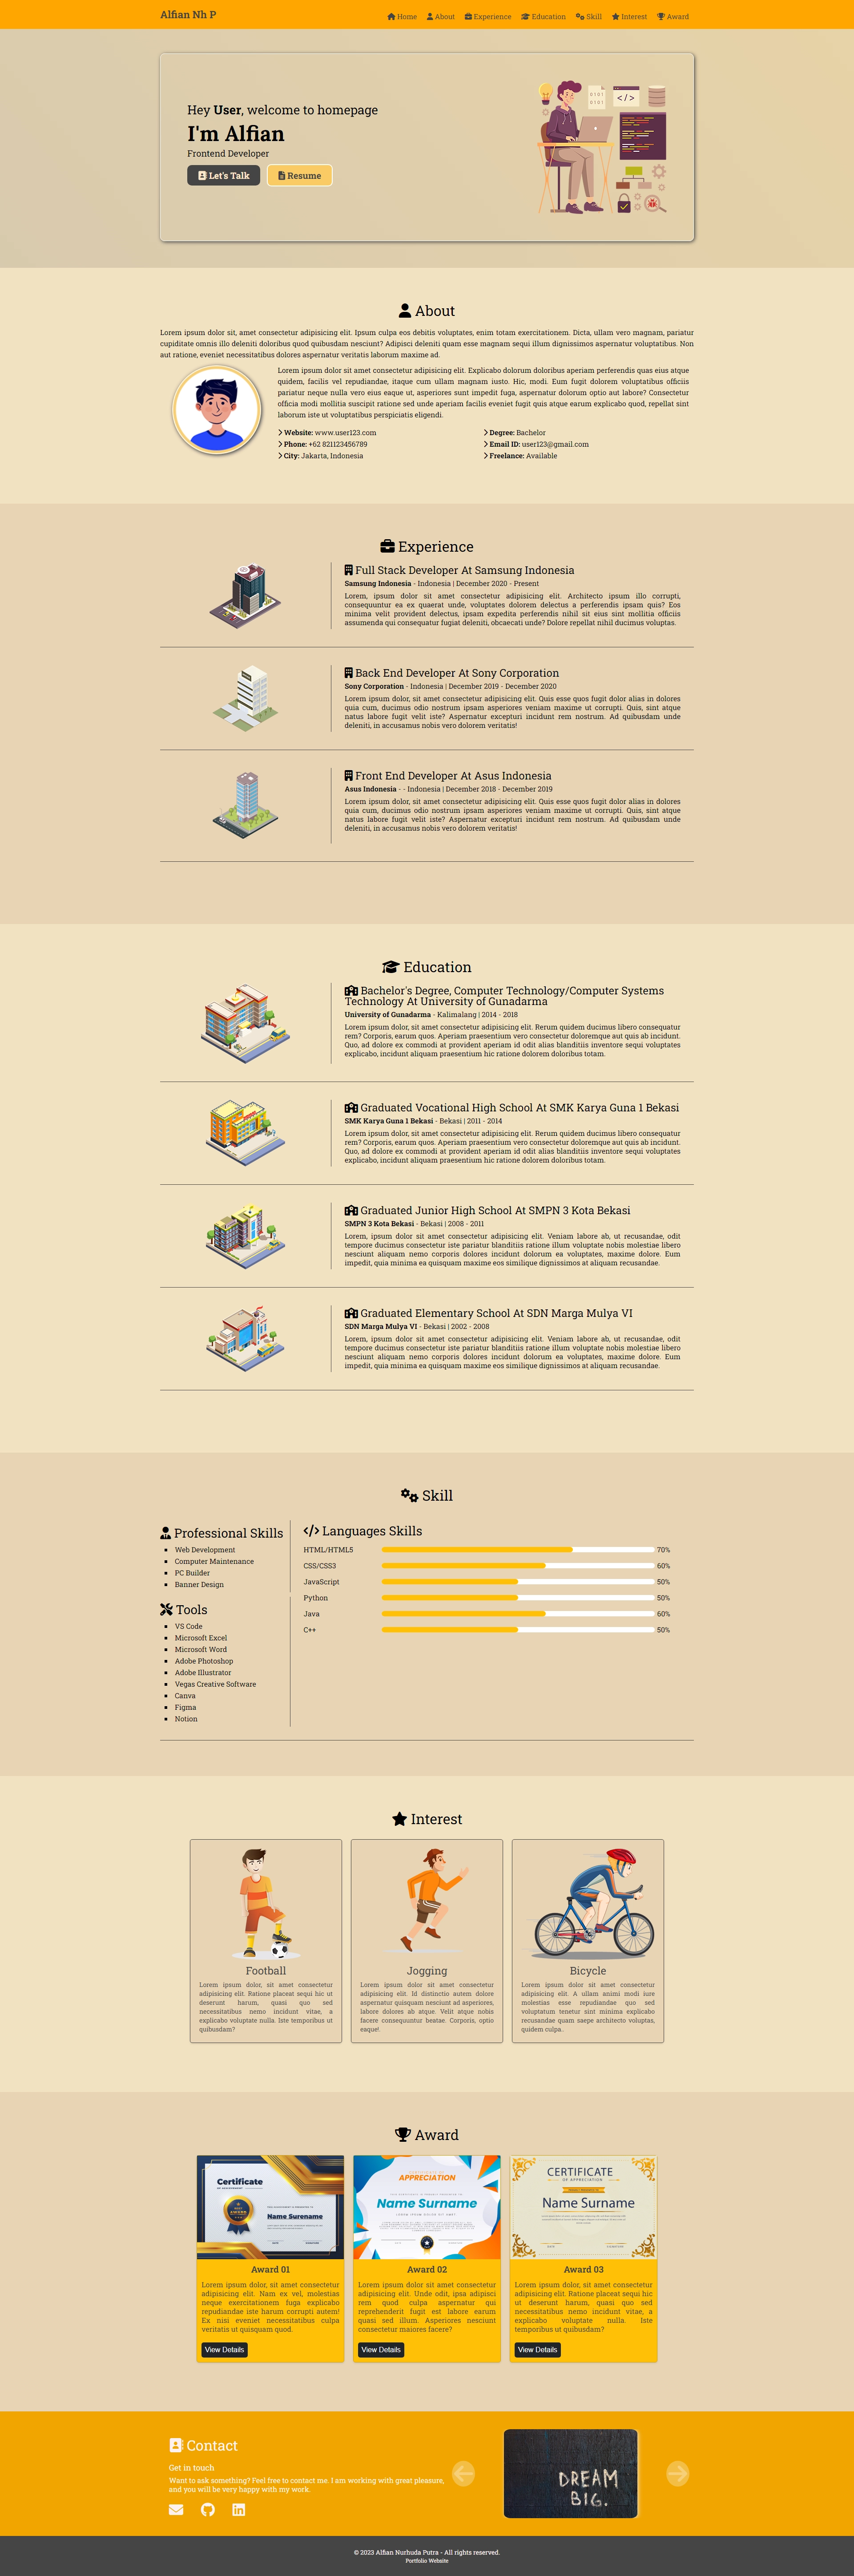 Alfian Nh P
Home About Experience Education Skill Interest Award
Hey User, welcome to homepage
I'm Alfian
Frontend Developer
Let's Talk Resume
0101
0101
</>
About
Lorem ipsum dolor sit, amet consectetur adipisicing elit. Ipsum culpa eos debitis voluptates, enim totam exercitationem. Dicta, ullam vero magnam, pariatur
cupiditate omnis illo deleniti doloribus quod quibusdam nesciunt? Adipisci deleniti quam esse magnam sequi illum dignissimos aspernatur voluptatibus. Non
aut ratione, eveniet necessitatibus dolores aspernatur veritatis laborum maxime ad.
Lorem ipsum dolor sit amet consectetur adipisicing elit. Explicabo dolorum doloribus aperiam perferendis quas eius atque
quidem, facilis vel repudiandae, itaque cum ullam magnam iusto. Hic, modi. Eum fugit dolorem voluptatibus officiis
pariatur neque nulla vero eius eaque ut, asperiores sunt impedit fuga, aspernatur dolorum optio aut labore? Consectetur
officia modi mollitia suscipit ratione sed unde aperiam facilis eveniet fugit quis atque earum explicabo quod, repellat sint
laborum iste ut voluptatibus perspiciatis eligendi.
Website: www.user123.com
Phone: +62 821123456789
City: Jakarta, Indonesia
Degree: Bachelor
Email ID: user123@gmail.com
Freelance: Available
Experience
Full Stack Developer At Samsung Indonesia
Samsung Indonesia - Indonesia | December 2020 - Present
Lorem, ipsum dolor sit amet consectetur adipisicing elit. Architecto ipsum illo corrupti,
consequuntur ea ex quaerat unde, voluptates dolorem delectus a perferendis ipsam quis? Eos
minima velit provident delectus, ipsam expedita perferendis nihil sit eius sint mollitia officiis
assumenda qui consequatur fugiat deleniti, obcaecati unde? Dolore repellat nihil ducimus voluptas.
Back End Developer At Sony Corporation
Sony Corporation - Indonesia | December 2019 - December 2020
Lorem ipsum dolor, sit amet consectetur adipisicing elit. Quis esse quos fugit dolor alias in dolores
quia cum, ducimus odio nostrum ipsam asperiores veniam maxime ut corrupti. Quis, sint atque
natus labore fugit velit iste? Aspernatur excepturi incidunt rem nostrum. Ad quibusdam unde
deleniti, in accusamus nobis vero dolorem veritatis!
Front End Developer At Asus Indonesia
Asus Indonesia - - Indonesia | December 2018 - December 2019
Lorem ipsum dolor, sit amet consectetur adipisicing elit. Quis esse quos fugit dolor alias in dolores
quia cum, ducimus odio nostrum ipsam asperiores veniam maxime ut corrupti. Quis, sint atque
natus labore fugit velit iste? Aspernatur excepturi incidunt rem nostrum. Ad quibusdam unde
deleniti, in accusamus nobis vero dolorem veritatis!
Education
Bachelor's Degree, Computer Technology/Computer Systems
Technology At University of Gunadarma
University of Gunadarma - Kalimalang | 2014 - 2018
Lorem ipsum dolor, sit amet consectetur adipisicing elit. Rerum quidem ducimus libero consequatur
rem? Corporis, earum quos. Aperiam praesentium vero consectetur doloremque aut quis ab incidunt.
Quo, ad dolore ex commodi at provident aperiam id odit alias blanditiis inventore sequi voluptates
explicabo, incidunt aliquam praesentium hic ratione dolorem doloribus totam.
Graduated Vocational High School At SMK Karya Guna 1 Bekasi
SMK Karya Guna 1 Bekasi - Bekasi | 2011 - 2014
Lorem ipsum dolor, sit amet consectetur adipisicing elit. Rerum quidem ducimus libero consequatur
rem? Corporis, earum quos. Aperiam praesentium vero consectetur doloremque aut quis ab incidunt.
Quo, ad dolore ex commodi at provident aperiam id odit alias blanditiis inventore sequi voluptates
explicabo, incidunt aliquam praesentium hic ratione dolorem doloribus totam.
Graduated Junior High School At SMPN 3 Kota Bekasi
SMPN 3 Kota Bekasi - Bekasi | 2008 - 2011
Lorem, ipsum dolor sit amet consectetur adipisicing elit. Veniam labore ab, ut recusandae, odit
tempore ducimus consectetur iste pariatur blanditiis ratione illum voluptate nobis molestiae libero
nesciunt aliquam nemo corporis dolores incidunt dolorum ea voluptates, maxime dolore. Eum
impedit, quia minima ea quisquam maxime eos similique dignissimos at aliquam recusandae.
Graduated Elementary School At SDN Marga Mulya VI
SDN Marga Mulya VI - Bekasi | 2002 - 2008
Lorem, ipsum dolor sit amet consectetur adipisicing elit. Veniam labore ab, ut recusandae, odit
tempore ducimus consectetur iste pariatur blanditiis ratione illum voluptate nobis molestiae libero
nesciunt aliquam nemo corporis dolores incidunt dolorum ea voluptates, maxime dolore. Eum
impedit, quia minima ea quisquam maxime eos similique dignissimos at aliquam recusandae.
Skill
Professional Skills
Web Development
Computer Maintenance
PC Builder
Banner Design
Tools
VS Code
Microsoft Excel
Microsoft Word
Adobe Photoshop
Adobe Illustrator
Vegas Creative Software
Canva
Figma
Notion
Languages Skills
HTML/HTML5 70%
CSS/CSS3 60%
JavaScript 50%
Python 50%
Java 60%
C++ 50%
Interest
Football
Lorem ipsum dolor, sit amet consectetur
adipisicing elit. Ratione placeat sequi hic ut
deserunt harum, quasi quo sed
necessitatibus nemo incidunt vitae, a
explicabo voluptate nulla. Iste temporibus ut
quibusdam?
Jogging
Lorem ipsum dolor sit amet consectetur
adipisicing elit. Id distinctio autem dolore
aspernatur quisquam nesciunt ad asperiores,
labore dolores ab atque. Velit atque nobis
facere consequuntur beatae. Corporis, optio
eaque!.
Bicycle
Lorem ipsum dolor sit amet consectetur
adipisicing elit. A ullam animi modi iure
molestias esse repudiandae quo sed
voluptatum tenetur sint minima explicabo
recusandae quam saepe architecto voluptas,
quidem culpa..
Award
Certificate
Name Surename
APPRECIATION
Name Surname
CERTIFICATE
OF APPRECIATION
Name Surname
Award 01
Lorem ipsum dolor, sit amet consectetur
adipisicing elit. Nam ex vel, molestias
neque exercitationem fuga explicabo
repudiandae iste harum corrupti autem!
Ex nisi eveniet necessitatibus culpa
veritatis ut quisquam quod.
View Details
Award 02
Lorem ipsum dolor, sit amet consectetur
adipisicing elit. Unde odit, ipsa adipisci
rem quod culpa aspernatur qui
reprehenderit fugit est labore earum
quasi sed illum. Asperiores nesciunt
consectetur maiores facere?
View Details
Award 03
Lorem ipsum dolor, sit amet consectetur
adipisicing elit. Ratione placeat sequi hic
ut deserunt harum, quasi quo sed
necessitatibus nemo incidunt vitae, a
explicabo voluptate nulla. Iste
temporibus ut quibusdam?
View Details
Contact
Get in touch
Want to ask something? Feel free to contact me. I am working with great pleasure,
and you will be very happy with my work.
DREAM
BIG.
© 2023 Alfian Nurhuda Putra - All rights reserved.
Portfolio Website